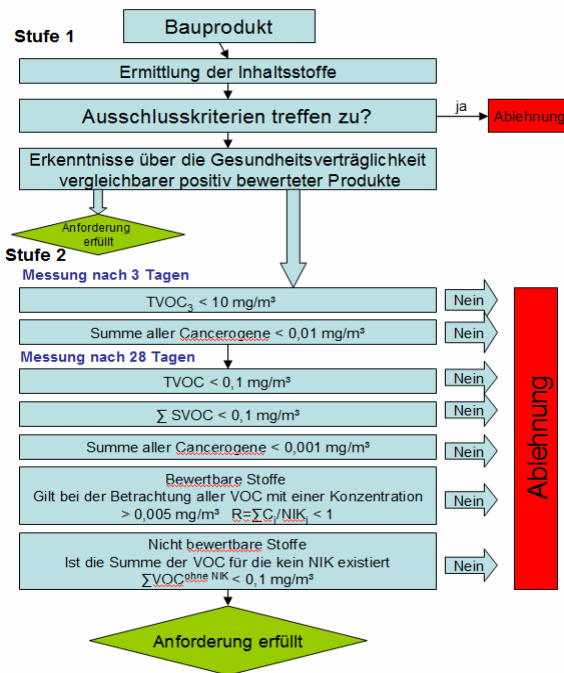 Stufe 1
Bauprodukt
Ermittlung der Inhaltsstoffe
Ausschlusskriterien treffen zu?
ja
Ablehnung
Erkenntnisse über die Gesundheitsverträglichkeit
vergleichbarer positiv bewerteter Produkte
Anforderung
erfüllt
Stufe 2
Messung nach 3 Tagen
TVOC₃ < 10 mg/m³
Nein
Summe aller Cancerogene < 0,01 mg/m³
Nein
Messung nach 28 Tagen
TVOC < 0,1 mg/m³
Nein
∑ SVOC < 0,1 mg/m³
Nein
Summe aller Cancerogene < 0,001 mg/m³
Nein
Bewertbare Stoffe
Gilt bei der Betrachtung aller VOC mit einer Konzentration
> 0,005 mg/m³ R=∑Cᵢ/NIKᵢ < 1
Nein
Nicht bewertbare Stoffe
Ist die Summe der VOC für die kein NIK existiert
∑VOC^ohne NIK < 0,1 mg/m³
Nein
Ablehnung
Anforderung erfüllt